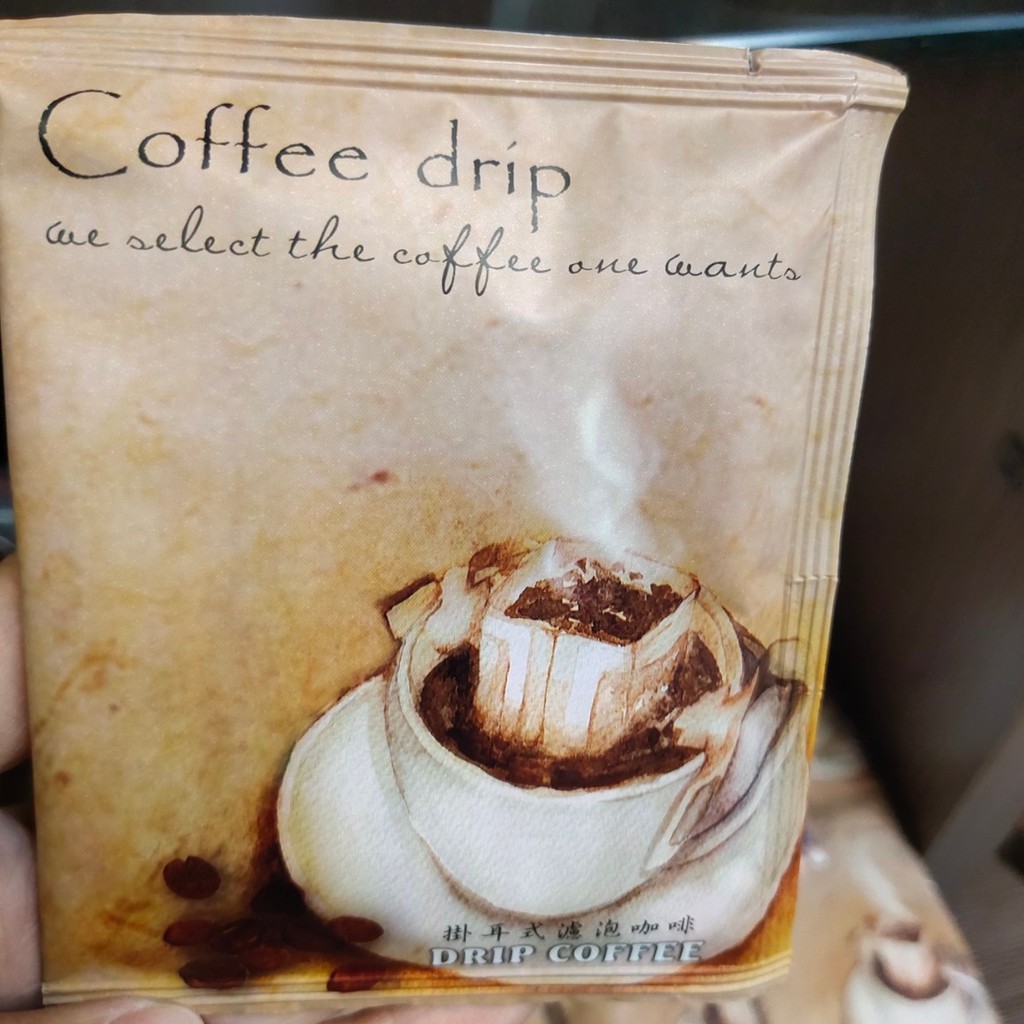 Coffee drip
we select the coffee one wants
掛耳式濾泡咖啡
DRIP COFFEE